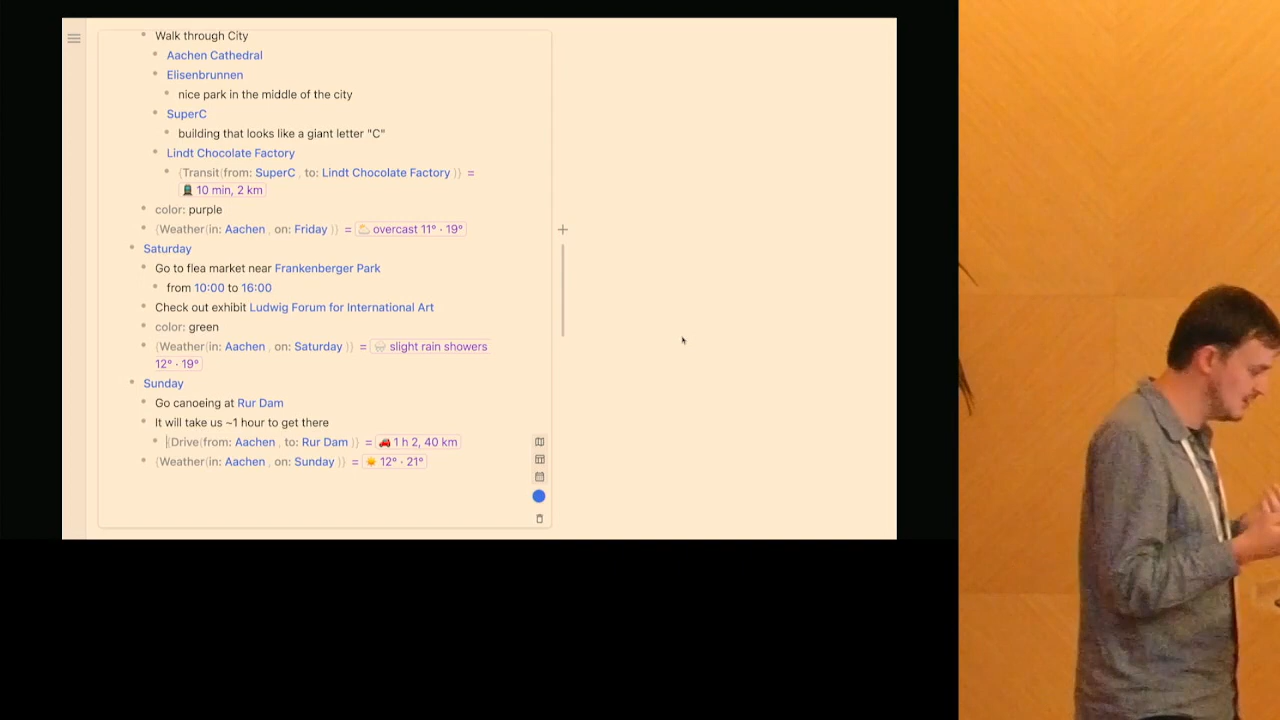 Walk through City
Aachen Cathedral
Elisenbrunnen
nice park in the middle of the city
SuperC
building that looks like a giant letter "C"
Lindt Chocolate Factory
{Transit(from: SuperC , to: Lindt Chocolate Factory )} =
10 min, 2 km
color: purple
{Weather(in: Aachen , on: Friday )} = overcast 11° · 19°
Saturday
Go to flea market near Frankenberger Park
from 10:00 to 16:00
Check out exhibit Ludwig Forum for International Art
color: green
{Weather(in: Aachen , on: Saturday )} = slight rain showers
12° · 19°
Sunday
Go canoeing at Rur Dam
It will take us ~1 hour to get there
{Drive(from: Aachen , to: Rur Dam )} = 1 h 2, 40 km
{Weather(in: Aachen , on: Sunday )} = 12° · 21°